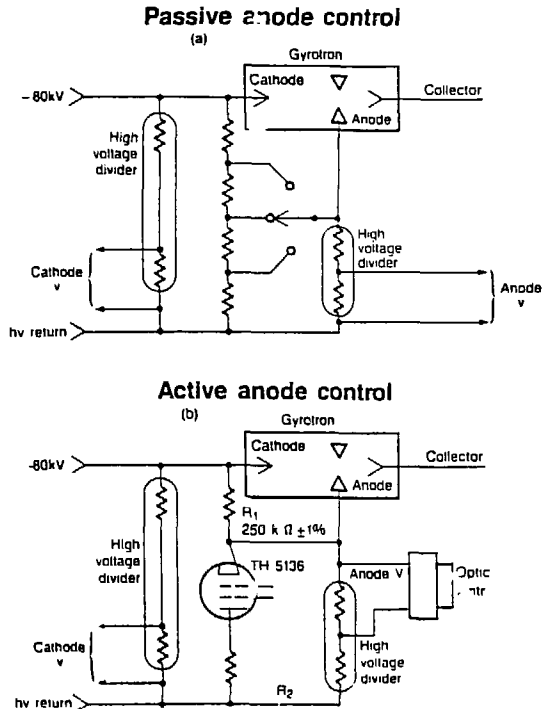 Passive anode control
(a)
Gyrotron
Cathode
Anode
Collector
– 80kV
High
voltage
divider
High
voltage
divider
Cathode
v
Anode
v
hv return
Active anode control
(b)
Gyrotron
Cathode
Anode
Collector
-80kV
R1
250 k Ω ±1%
High
voltage
divider
TH 5136
Anode V
Cathode
v
High
voltage
divider
R2
hv return